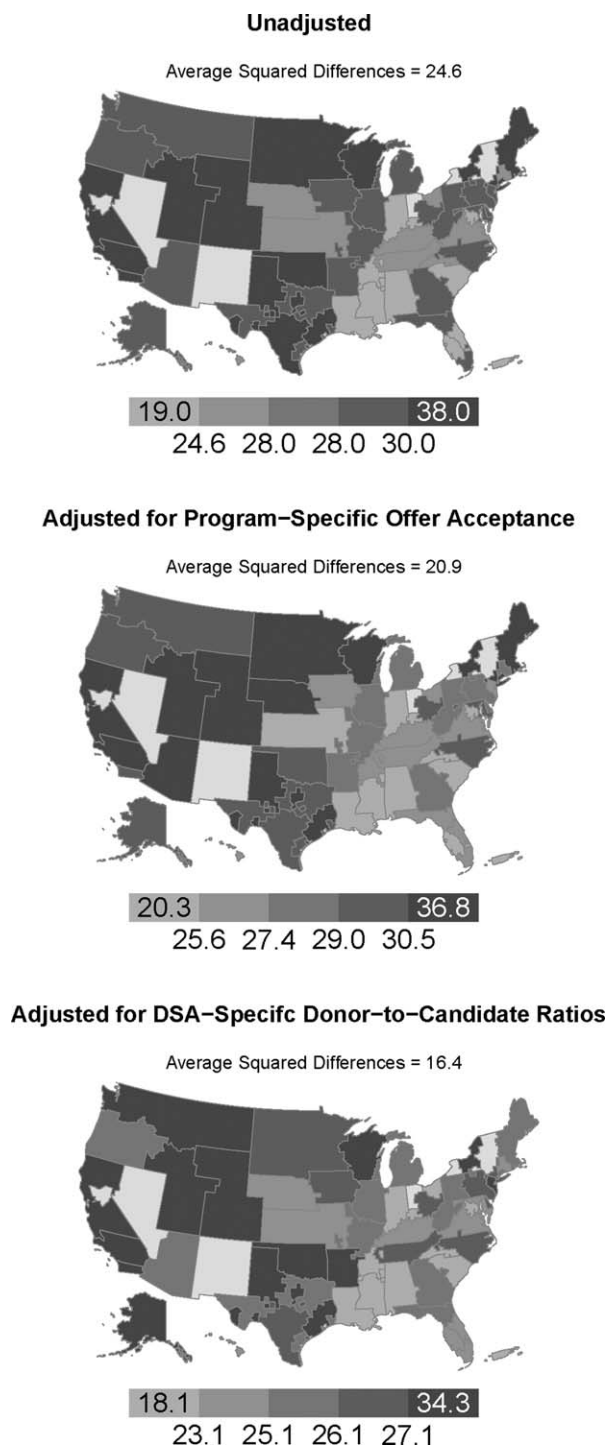 Unadjusted
Average Squared Differences = 24.6
19.0 38.0
24.6 28.0 28.0 30.0
Adjusted for Program−Specific Offer Acceptance
Average Squared Differences = 20.9
20.3 36.8
25.6 27.4 29.0 30.5
Adjusted for DSA−Specifc Donor−to−Candidate Ratios
Average Squared Differences = 16.4
18.1 34.3
23.1 25.1 26.1 27.1